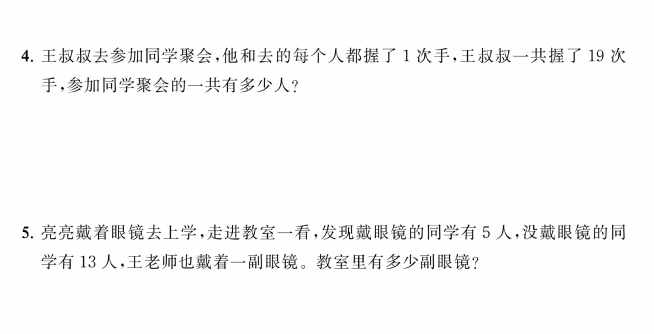 4. 王叔叔去参加同学聚会,他和去的每个人都握了 1 次手,王叔叔一共握了 19 次
手,参加同学聚会的一共有多少人?
5. 亮亮戴着眼镜去上学,走进教室一看,发现戴眼镜的同学有 5 人,没戴眼镜的同
学有 13 人,王老师也戴着一副眼镜。教室里有多少副眼镜?